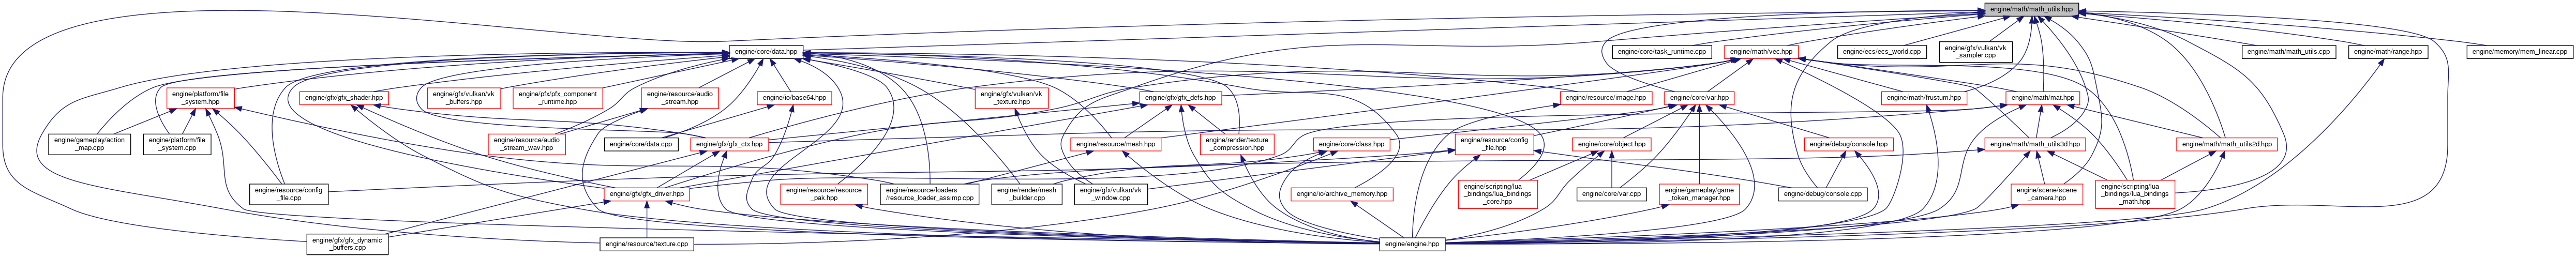 engine/math/math_utils.hpp
engine/core/data.hpp
engine/core/task_runtime.cpp
engine/math/vec.hpp
engine/ecs/ecs_world.cpp
engine/gfx/vulkan/vk
_sampler.cpp
engine/math/math_utils.cpp
engine/math/range.hpp
engine/memory/mem_linear.cpp
engine/platform/file
_system.hpp
engine/gfx/gfx_shader.hpp
engine/gfx/vulkan/vk
_buffers.hpp
engine/pfx/pfx_component
_runtime.hpp
engine/resource/audio
_stream.hpp
engine/io/base64.hpp
engine/gfx/vulkan/vk
_texture.hpp
engine/gfx/gfx_defs.hpp
engine/resource/image.hpp
engine/core/var.hpp
engine/math/frustum.hpp
engine/math/mat.hpp
engine/gameplay/action
_map.cpp
engine/platform/file
_system.cpp
engine/resource/audio
_stream_wav.hpp
engine/core/data.cpp
engine/gfx/gfx_ctx.hpp
engine/resource/mesh.hpp
engine/render/texture
_compression.hpp
engine/core/class.hpp
engine/resource/config
_file.hpp
engine/core/object.hpp
engine/debug/console.hpp
engine/math/math_utils3d.hpp
engine/math/math_utils2d.hpp
engine/resource/config
_file.cpp
engine/gfx/gfx_driver.hpp
engine/resource/resource
_pak.hpp
engine/resource/loaders
/resource_loader_assimp.cpp
engine/render/mesh
_builder.cpp
engine/gfx/vulkan/vk
_window.cpp
engine/io/archive_memory.hpp
engine/scripting/lua
_bindings/lua_bindings
_core.hpp
engine/core/var.cpp
engine/gameplay/game
_token_manager.hpp
engine/debug/console.cpp
engine/scene/scene
_camera.hpp
engine/scripting/lua
_bindings/lua_bindings
_math.hpp
engine/gfx/gfx_dynamic
_buffers.cpp
engine/resource/texture.cpp
engine/engine.hpp